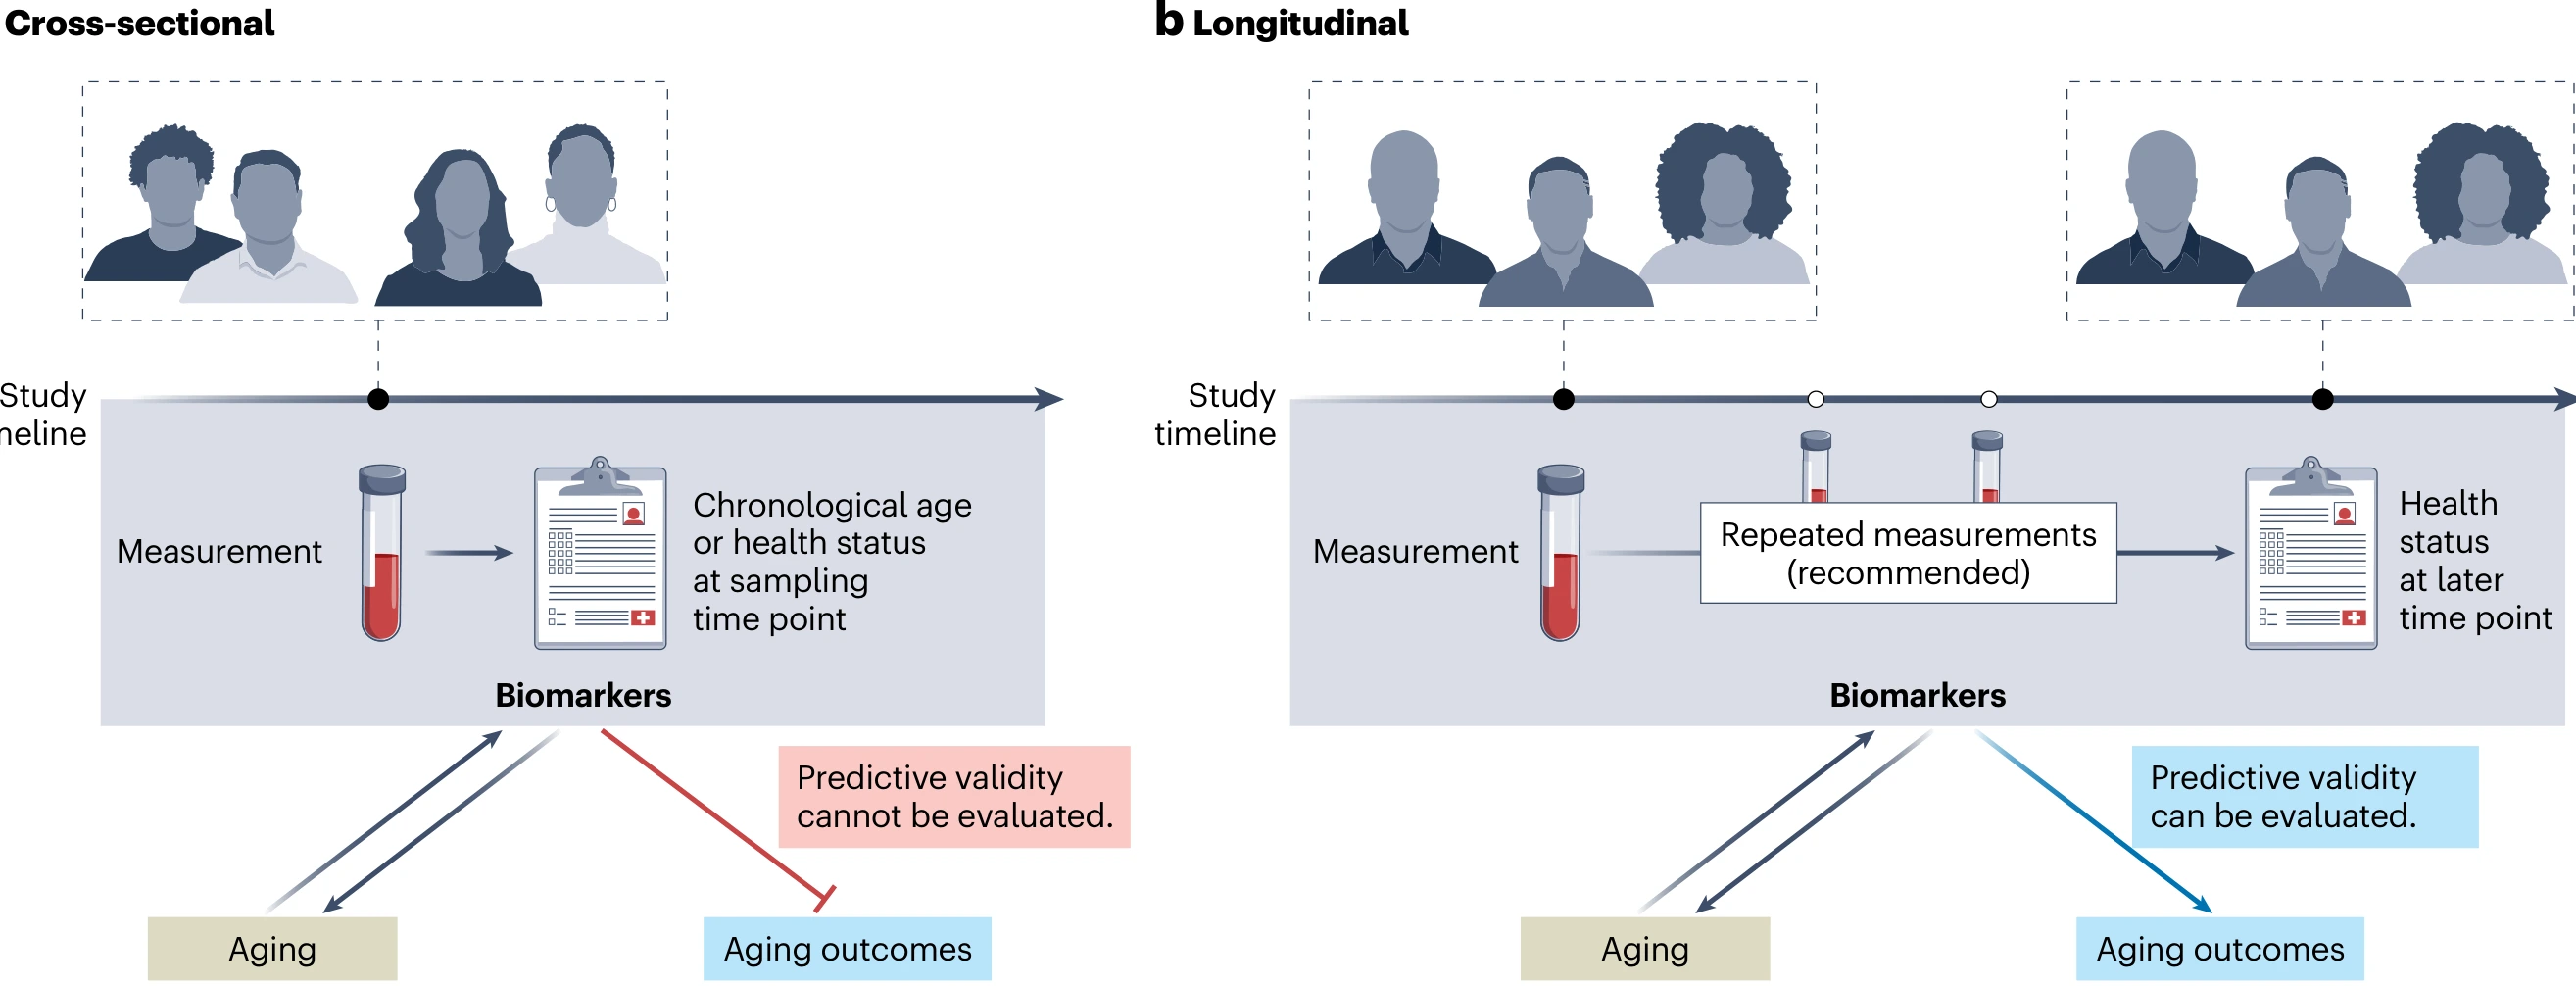 Cross-sectional
Study
meline
Measurement
Chronological age
or health status
at sampling
time point
Biomarkers
Predictive validity
cannot be evaluated.
Aging
Aging outcomes
b Longitudinal
Study
timeline
Measurement
Repeated measurements
(recommended)
Health
status
at later
time point
Biomarkers
Predictive validity
can be evaluated.
Aging
Aging outcomes